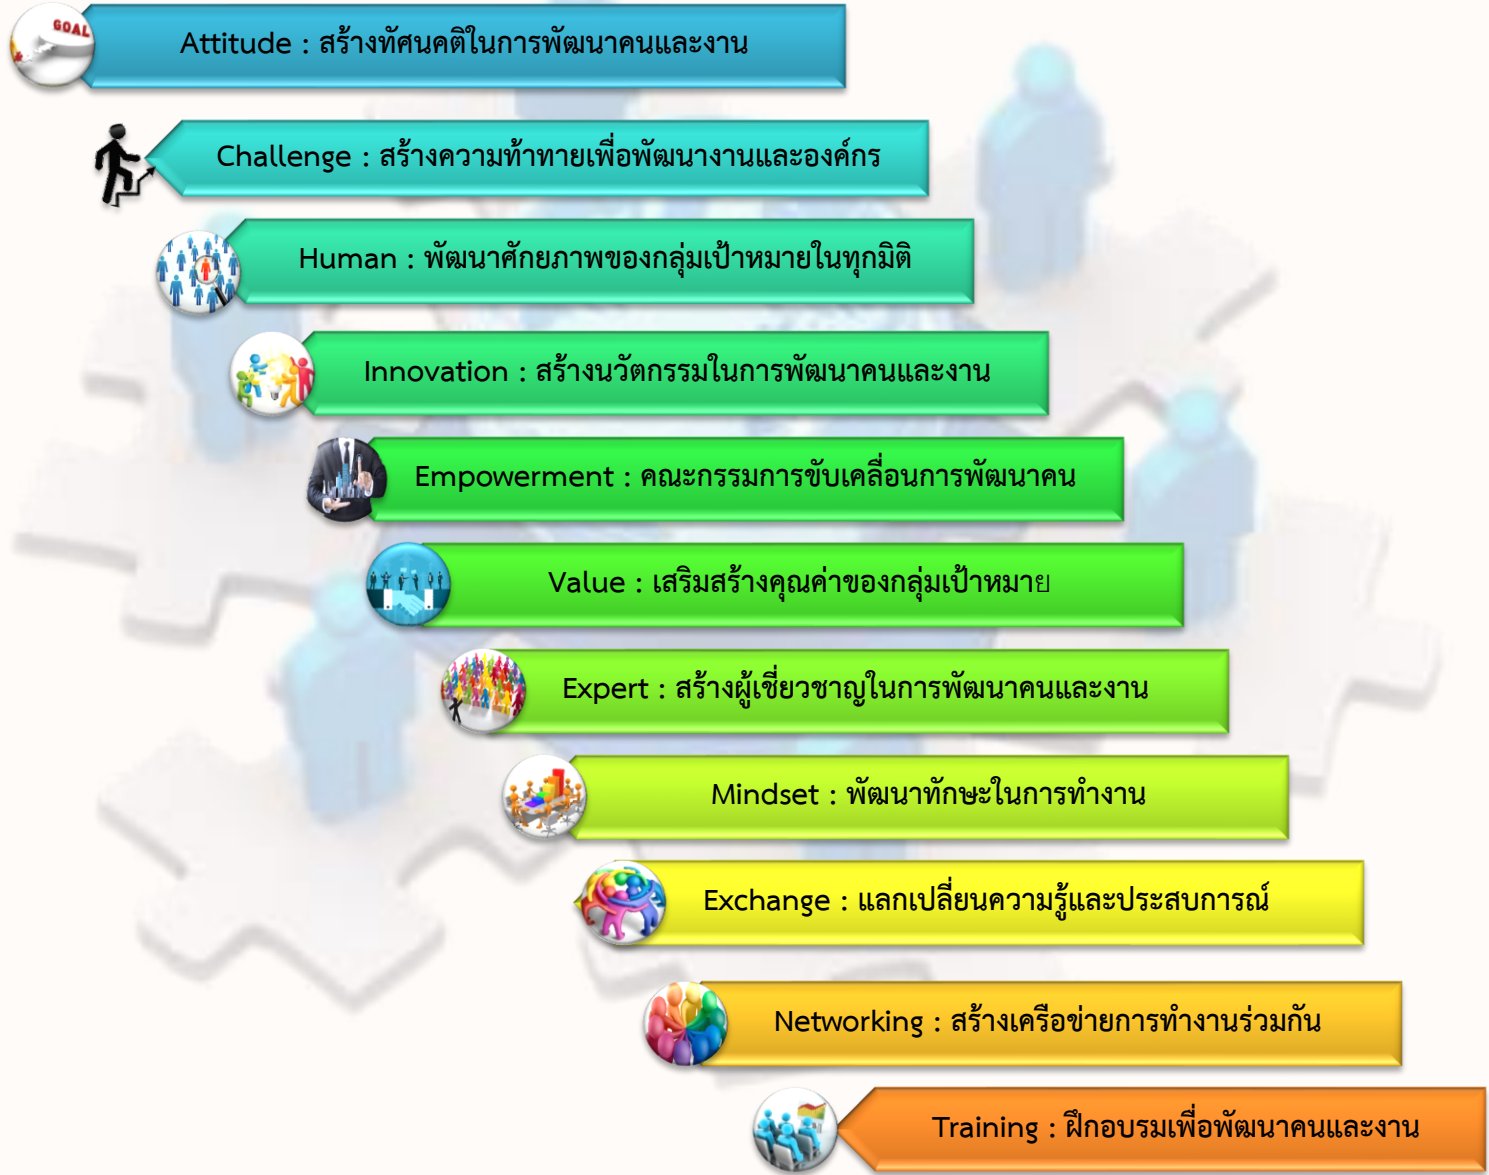 GOAL
Attitude : สร้างทัศนคติในการพัฒนาคนและงาน
Challenge : สร้างความท้าทายเพื่อพัฒนางานและองค์กร
Human : พัฒนาศักยภาพของกลุ่มเป้าหมายในทุกมิติ
Innovation : สร้างนวัตกรรมในการพัฒนาคนและงาน
Empowerment : คณะกรรมการขับเคลื่อนการพัฒนาคน
Value : เสริมสร้างคุณค่าของกลุ่มเป้าหมาย
Expert : สร้างผู้เชี่ยวชาญในการพัฒนาคนและงาน
Mindset : พัฒนาทักษะในการทำงาน
Exchange : แลกเปลี่ยนความรู้และประสบการณ์
Networking : สร้างเครือข่ายการทำงานร่วมกัน
Training : ฝึกอบรมเพื่อพัฒนาคนและงาน